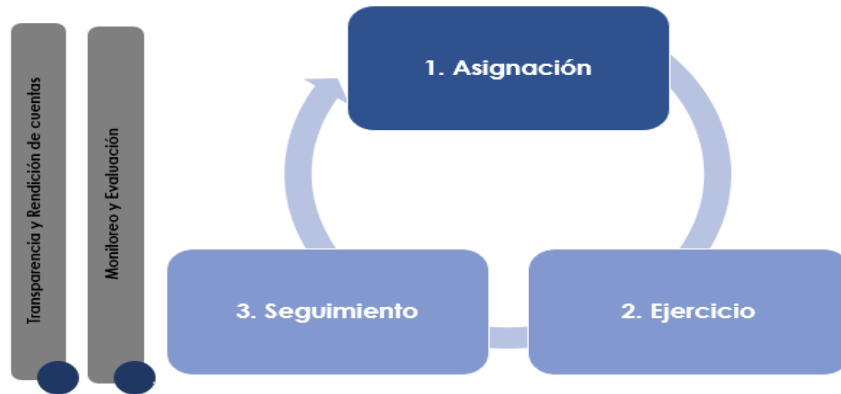 Transparencia y Rendición de cuentas
Monitoreo y Evaluación
1. Asignación
3. Seguimiento
2. Ejercicio